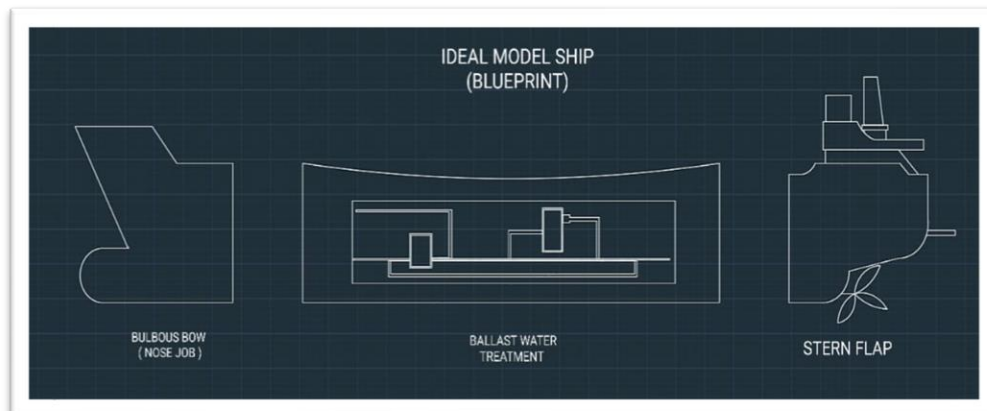 IDEAL MODEL SHIP
(BLUEPRINT)
BULBOUS BOW
( NOSE JOB )
BALLAST WATER
TREATMENT
STERN FLAP